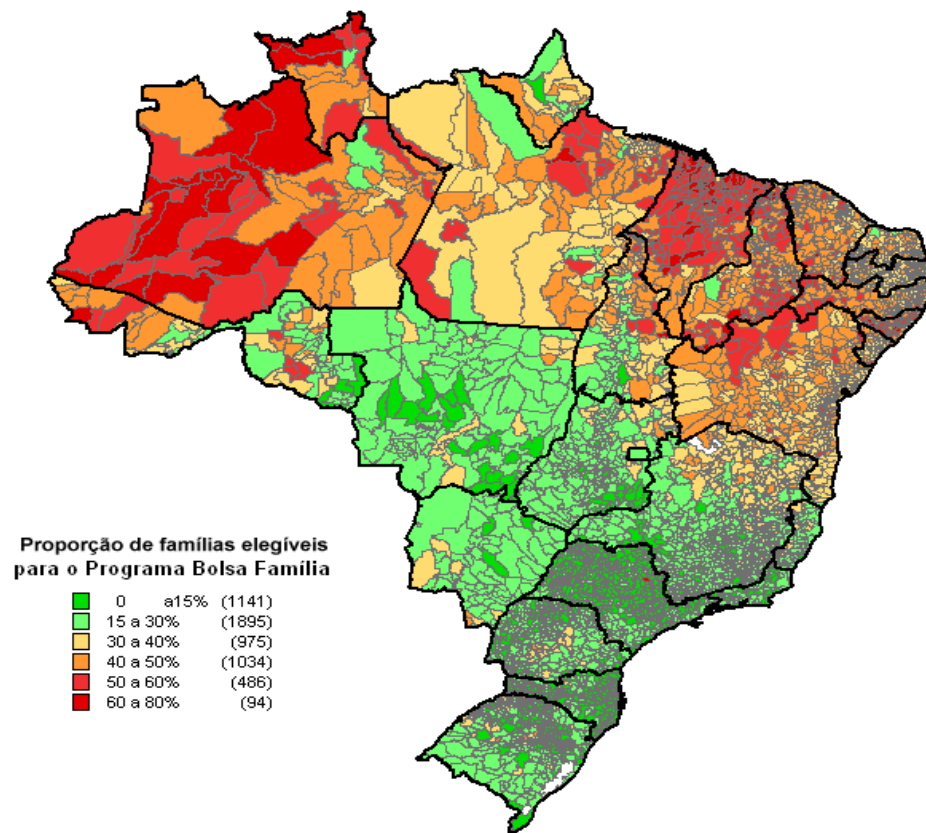 Proporção de famílias elegíveis
para o Programa Bolsa Família
0 a15% (1141)
15 a 30% (1895)
30 a 40% (975)
40 a 50% (1034)
50 a 60% (486)
60 a 80% (94)